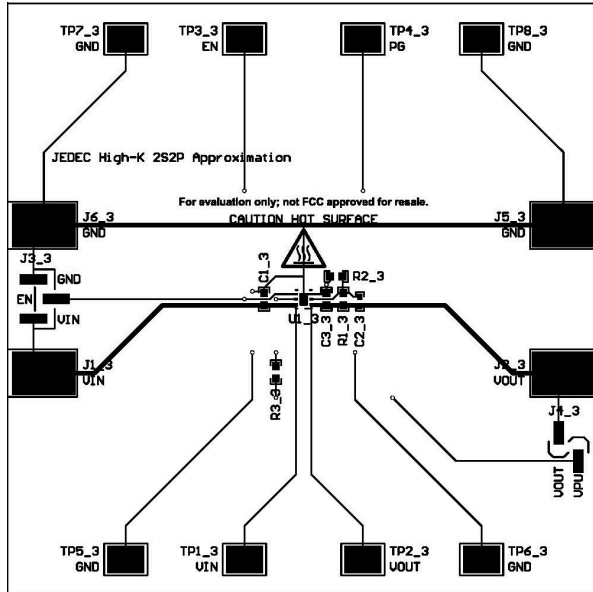 TP7_3
GND
TP3_3
EN
TP4_3
PG
TP8_3
GND
JEDEC High-K 2S2P Approximation
For evaluation only; not FCC approved for resale.
CAUTION HOT SURFACE
J6_3
GND
J5_3
GND
J3_3
GND
EN
VIN
C1_3
R2_3
U1_3
C3_3
R1_3
C2_3
J1_3
VIN
J2_3
VOUT
R3_3
J4_3
VOUT
VPU
TP5_3
GND
TP1_3
VIN
TP2_3
VOUT
TP6_3
GND